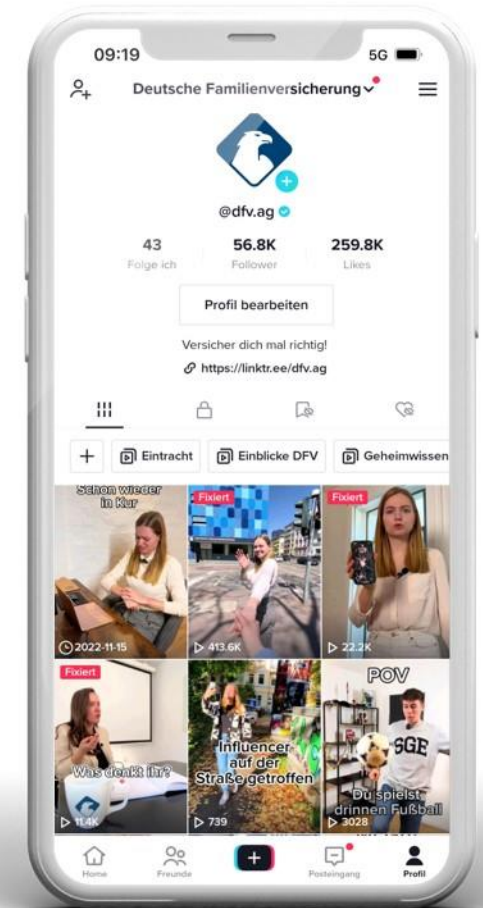 09:19
5G
Deutsche Familienversicherung
@dfv.ag
43
56.8K
259.8K
Folge ich
Follower
Likes
Profil bearbeiten
Versicher dich mal richtig!
https://linktr.ee/dfv.ag
Eintracht
Einblicke DFV
Geheimwissen
Schon wieder
in Kur
2022-11-15
Fixiert
413.6K
Fixiert
22.2K
Fixiert
Was denkt ihr?
11.4K
Influencer
auf der
Straße getroffen
739
POV
SGE
Du spielst
drinnen Fußball
3028
Home
Freunde
Posteingang
Profil